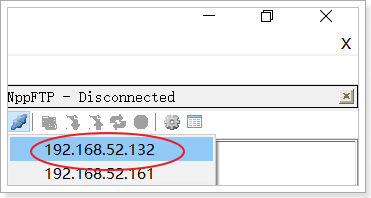 X
NppFTP - Disconnected
192.168.52.132
192.168.52.161